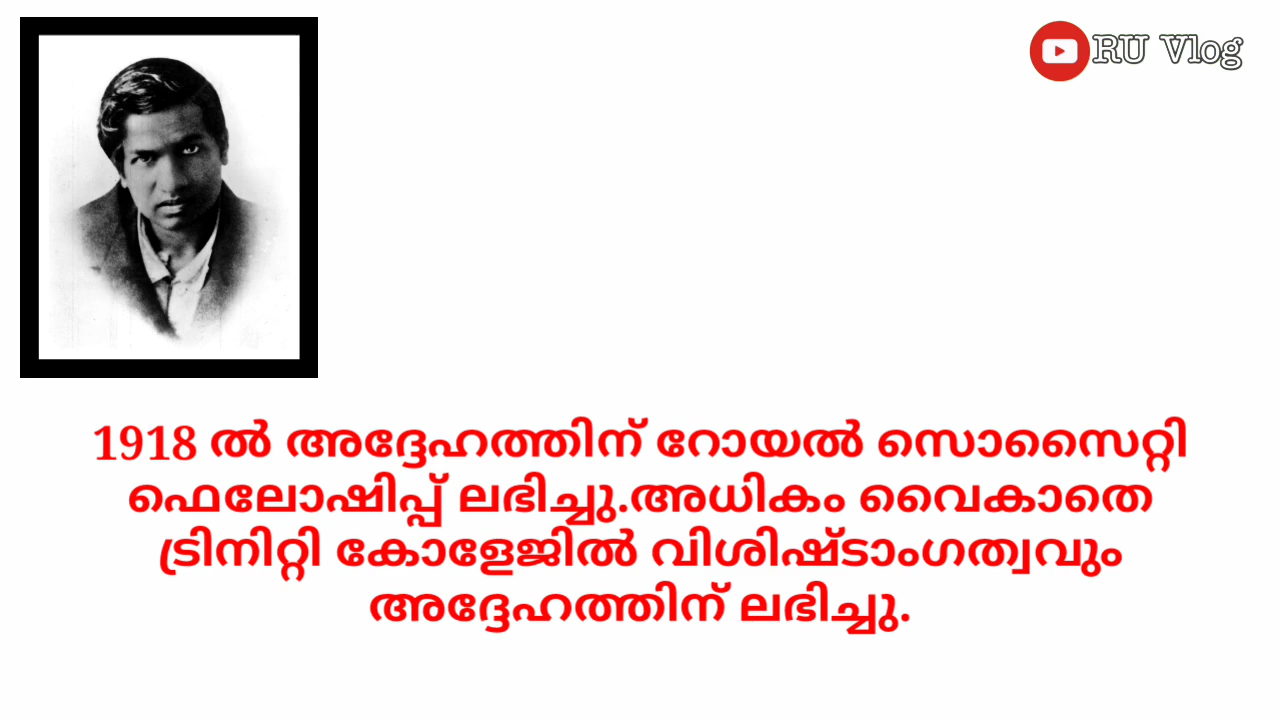 RU Vlog
1918 ൽ അദ്ദേഹത്തിന് റോയൽ സൊസൈറ്റി
ഫെലോഷിപ്പ് ലഭിച്ചു.അധികം വൈകാതെ
ട്രിനിറ്റി കോളേജിൽ വിശിഷ്ടാംഗത്വവും
അദ്ദേഹത്തിന് ലഭിച്ചു.